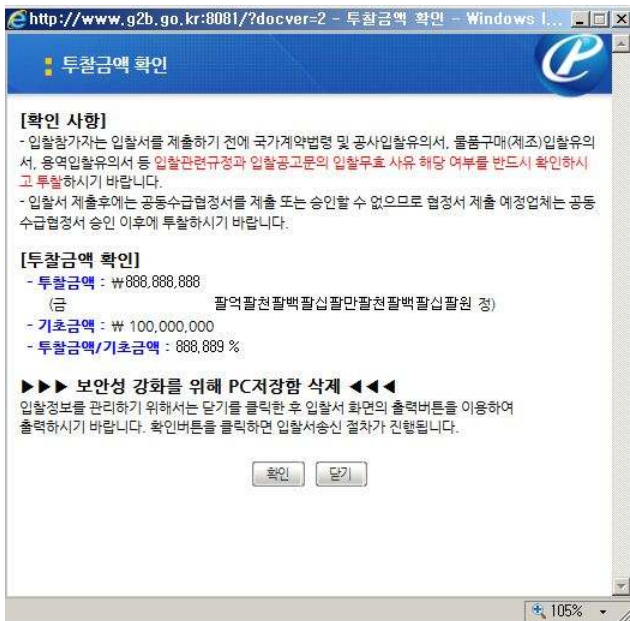 http://www.g2b.go.kr:8081/?docver=2 - 투찰금액 확인 - Windows I...
투찰금액 확인
[확인 사항]
- 입찰참가자는 입찰서를 제출하기 전에 국가계약법령 및 공사입찰유의서, 물품구매(제조)입찰유의
서, 용역입찰유의서 등 입찰관련규정과 입찰공고문의 입찰무효 사유 해당 여부를 반드시 확인하시
고 투찰하시기 바랍니다.
- 입찰서 제출후에는 공동수급협정서를 제출 또는 승인할 수 없으므로 협정서 제출 예정업체는 공동
수급협정서 승인 이후에 투찰하시기 바랍니다.
[투찰금액 확인]
- 투찰금액 : ₩888,888,888
(금 팔억팔천팔백팔십팔만팔천팔백팔십팔원 정)
- 기초금액 : ₩ 100,000,000
- 투찰금액/기초금액 : 888,889 %
▶▶▶ 보안성 강화를 위해 PC저장함 삭제 ◀◀◀
입찰정보를 관리하기 위해서는 닫기를 클릭한 후 입찰서 화면의 출력버튼을 이용하여
출력하시기 바랍니다. 확인버튼을 클릭하면 입찰서송신 절차가 진행됩니다.
확인 닫기
105%